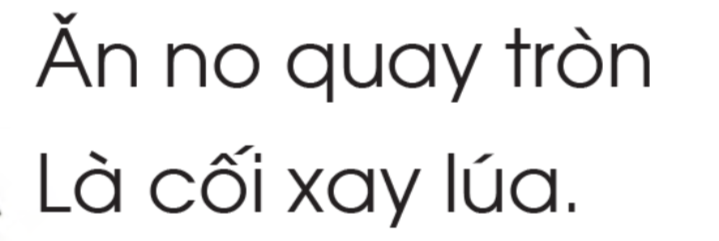 Ăn no quay tròn
Là cối xay lúa.